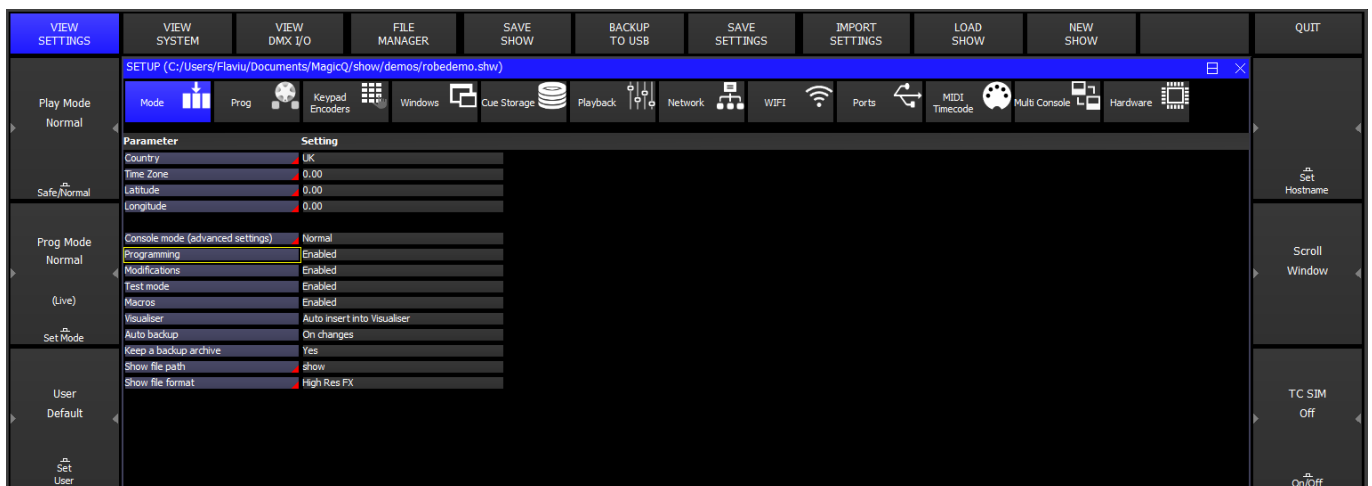 VIEW
SETTINGS
VIEW
SYSTEM
VIEW
DMX I/O
FILE
MANAGER
SAVE
SHOW
BACKUP
TO USB
SAVE
SETTINGS
IMPORT
SETTINGS
LOAD
SHOW
NEW
SHOW
QUIT
SETUP (C:/Users/Flaviu/Documents/MagicQ/show/demos/robedemo.shw)
Mode
Prog
Keypad
Encoders
Windows
Cue Storage
Playback
Network
WIFI
Ports
MIDI
Timecode
Multi Console
Hardware
Play Mode
Normal
Safe/Normal
Prog Mode
Normal
(Live)
Set Mode
User
Default
Set
User
Parameter Setting
Country UK
Time Zone 0.00
Latitude 0.00
Longitude 0.00
Console mode (advanced settings) Normal
Programming Enabled
Modifications Enabled
Test mode Enabled
Macros Enabled
Visualiser Auto insert into Visualiser
Auto backup On changes
Keep a backup archive Yes
Show file path show
Show file format High Res FX
Set
Hostname
Scroll
Window
TC SIM
Off
On/Off